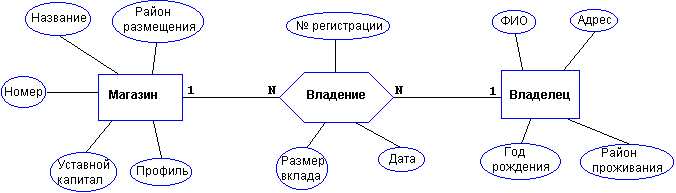 Название
Район
размещения
№ регистрации
ФИО
Адрес
Номер
Магазин
1
N
Владение
N
1
Владелец
Уставной
капитал
Профиль
Размер
вклада
Дата
Год
рождения
Район
проживания